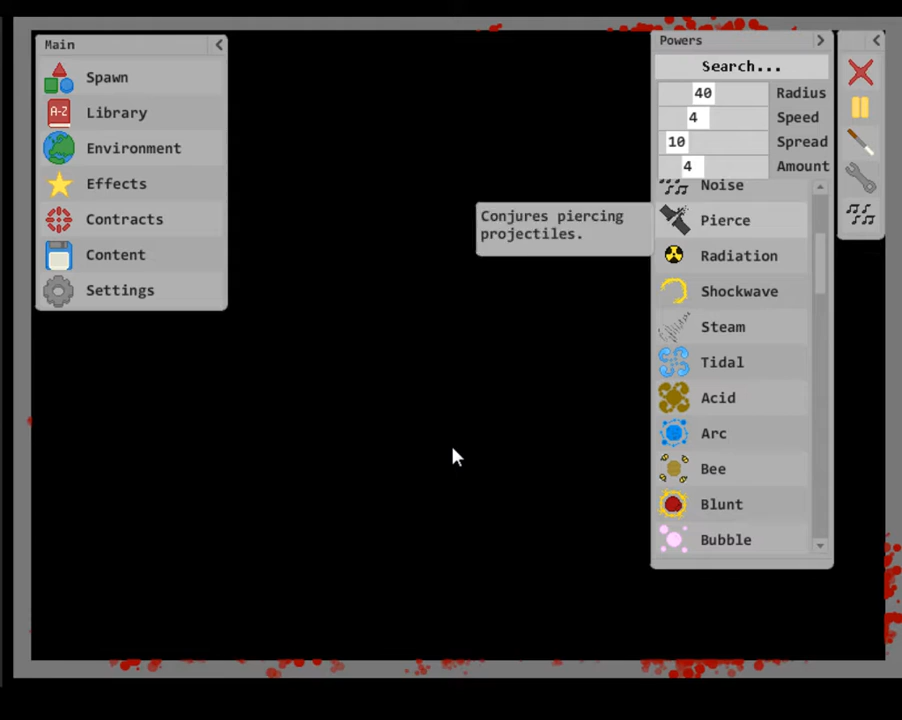 Main
Spawn
A-Z
Library
Environment
Effects
Contracts
Content
Settings
Powers
Search...
40 Radius
4 Speed
10 Spread
4 Amount
Noise
Pierce
Radiation
Shockwave
Steam
Tidal
Acid
Arc
Bee
Blunt
Bubble
Conjures piercing
projectiles.